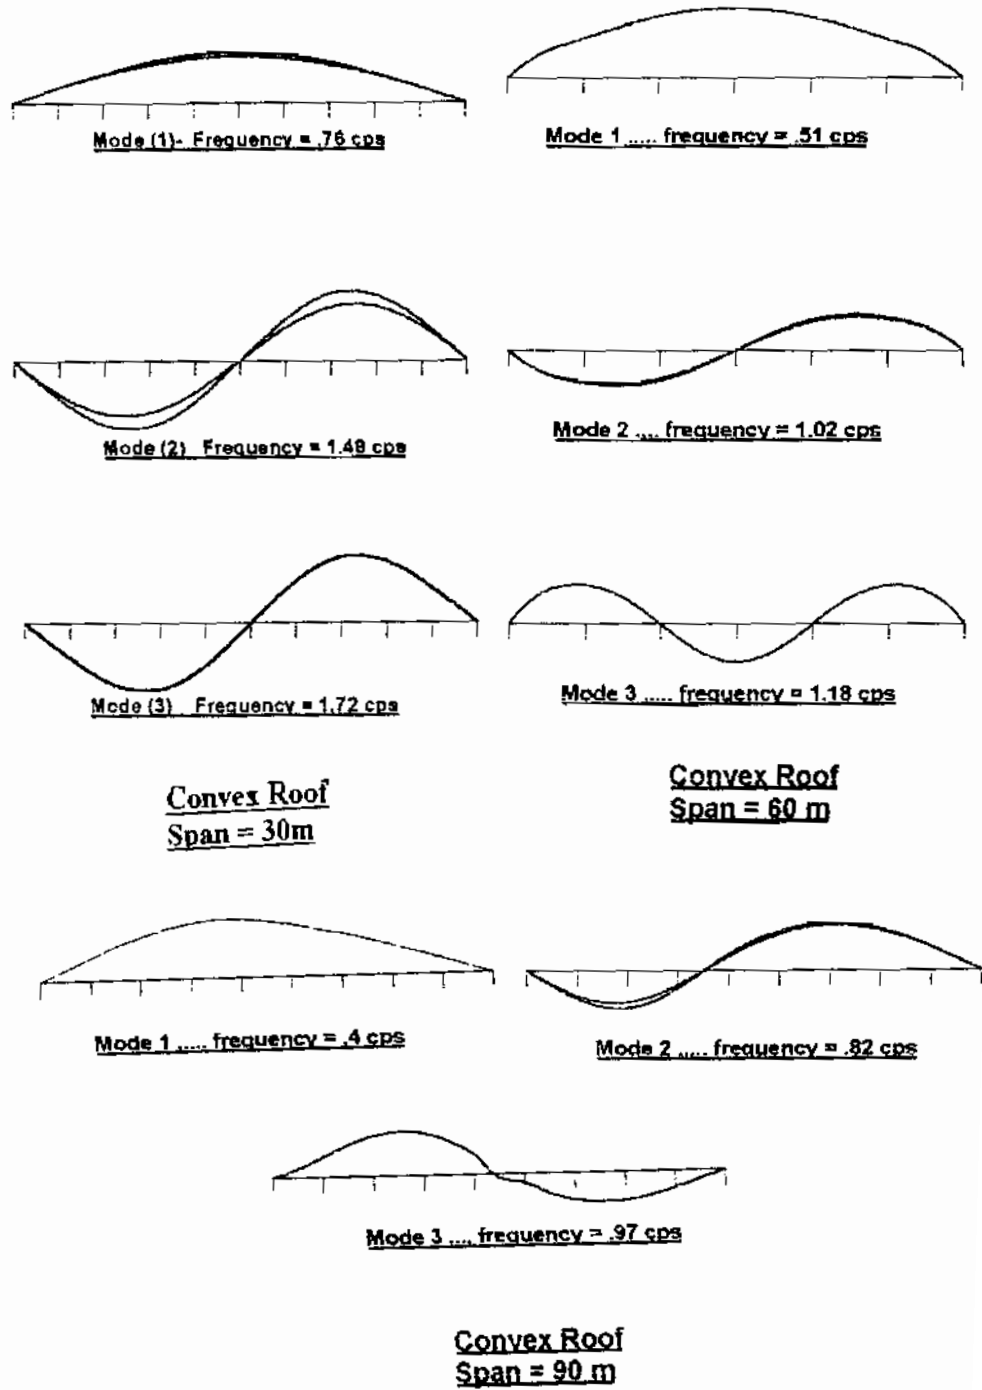 Mode (1)- Frequency = .76 cps
Mode 1 ..... frequency = .51 cps
Mode (2) Frequency = 1.48 cps
Mode 2 .... frequency = 1.02 cps
Mode (3) Frequency = 1.72 cps
Mode 3 ..... frequency = 1.18 cps
Convex Roof
Span = 30m
Convex Roof
Span = 60 m
Mode 1 ..... frequency = .4 cps
Mode 2 ..... frequency = .82 cps
Mode 3 .... frequency = .97 cps
Convex Roof
Span = 90 m